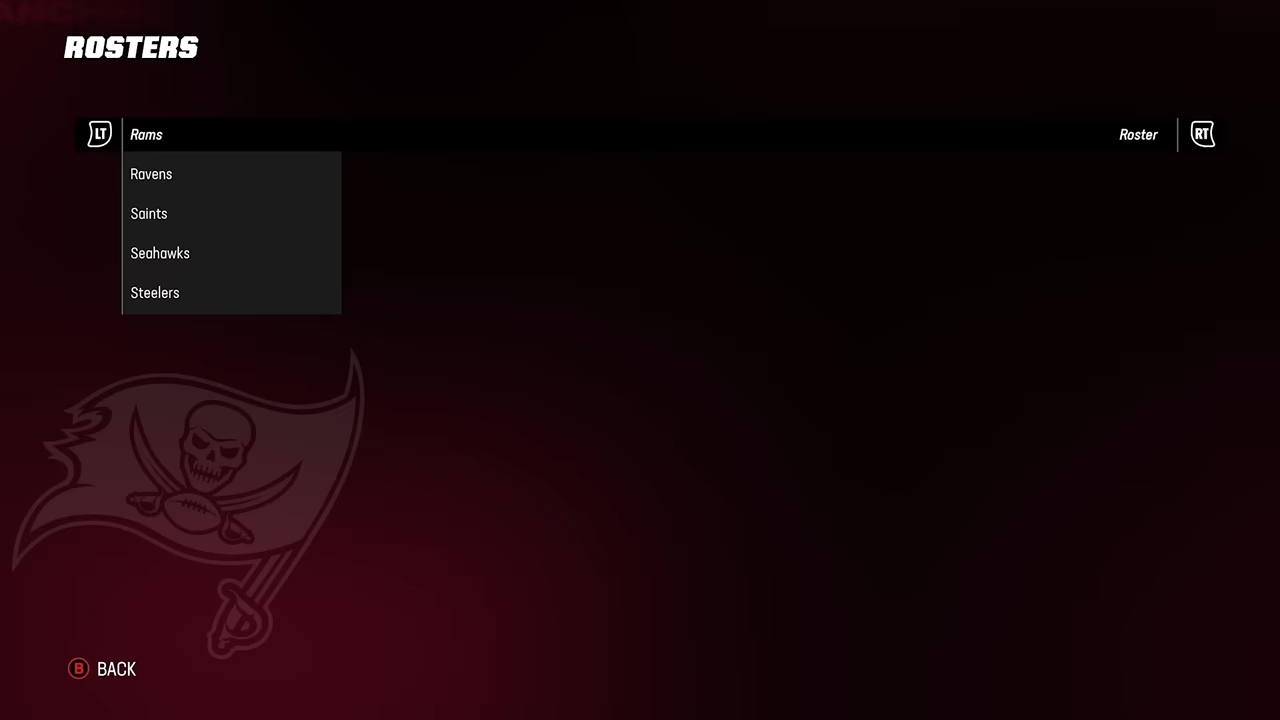 ROSTERS
LT Rams Roster RT
Ravens
Saints
Seahawks
Steelers
B BACK